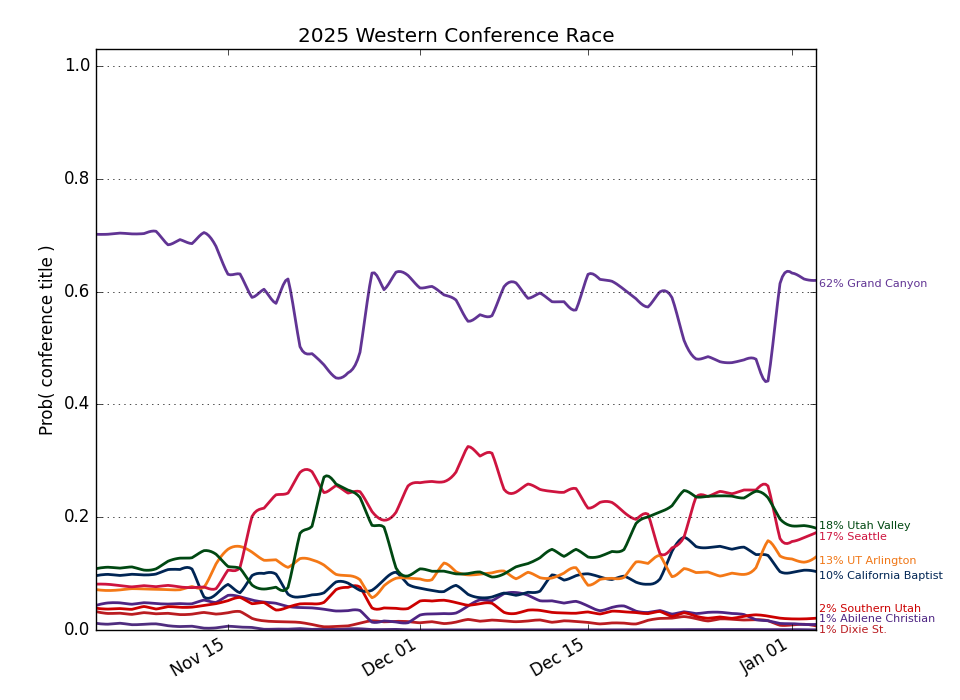 2025 Western Conference Race
1.0
0.8
0.6
0.4
0.2
0.0
Prob( conference title )
62% Grand Canyon
18% Utah Valley
17% Seattle
13% UT Arlington
10% California Baptist
2% Southern Utah
1% Abilene Christian
1% Dixie St.
Nov 15
Dec 01
Dec 15
Jan 01